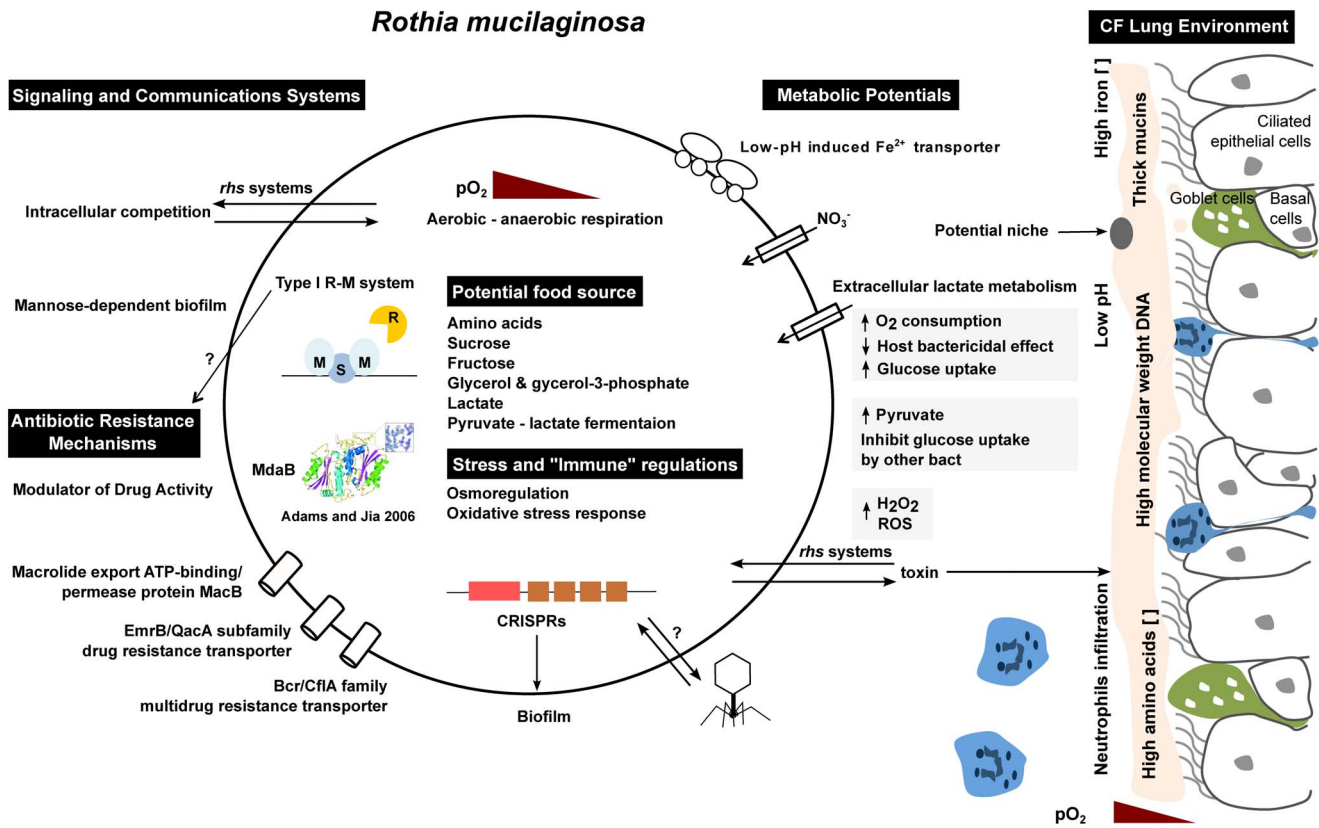 Rothia mucilaginosa
CF Lung Environment
Signaling and Communications Systems
Metabolic Potentials
Low-pH induced Fe²⁺ transporter
rhs systems
Intracellular competition
pO₂
Aerobic - anaerobic respiration
NO₃⁻
Potential niche
Type I R-M system
Mannose-dependent biofilm
?
R
M
S
M
Potential food source
Amino acids
Sucrose
Fructose
Glycerol & gycerol-3-phosphate
Lactate
Pyruvate - lactate fermentaion
Extracellular lactate metabolism
↑ O₂ consumption
↓ Host bactericidal effect
↑ Glucose uptake
↑ Pyruvate
Inhibit glucose uptake
by other bact
↑ H₂O₂
ROS
Antibiotic Resistance
Mechanisms
MdaB
Modulator of Drug Activity
Adams and Jia 2006
Stress and "Immune" regulations
Osmoregulation
Oxidative stress response
rhs systems
toxin
Macrolide export ATP-binding/
permease protein MacB
EmrB/QacA subfamily
drug resistance transporter
Bcr/CflA family
multidrug resistance transporter
CRISPRs
?
Biofilm
High iron [ ]
Thick mucins
Ciliated
epithelial cells
Goblet cells
Basal
cells
Low pH
High molecular weight DNA
Neutrophils infiltration
High amino acids [ ]
pO₂